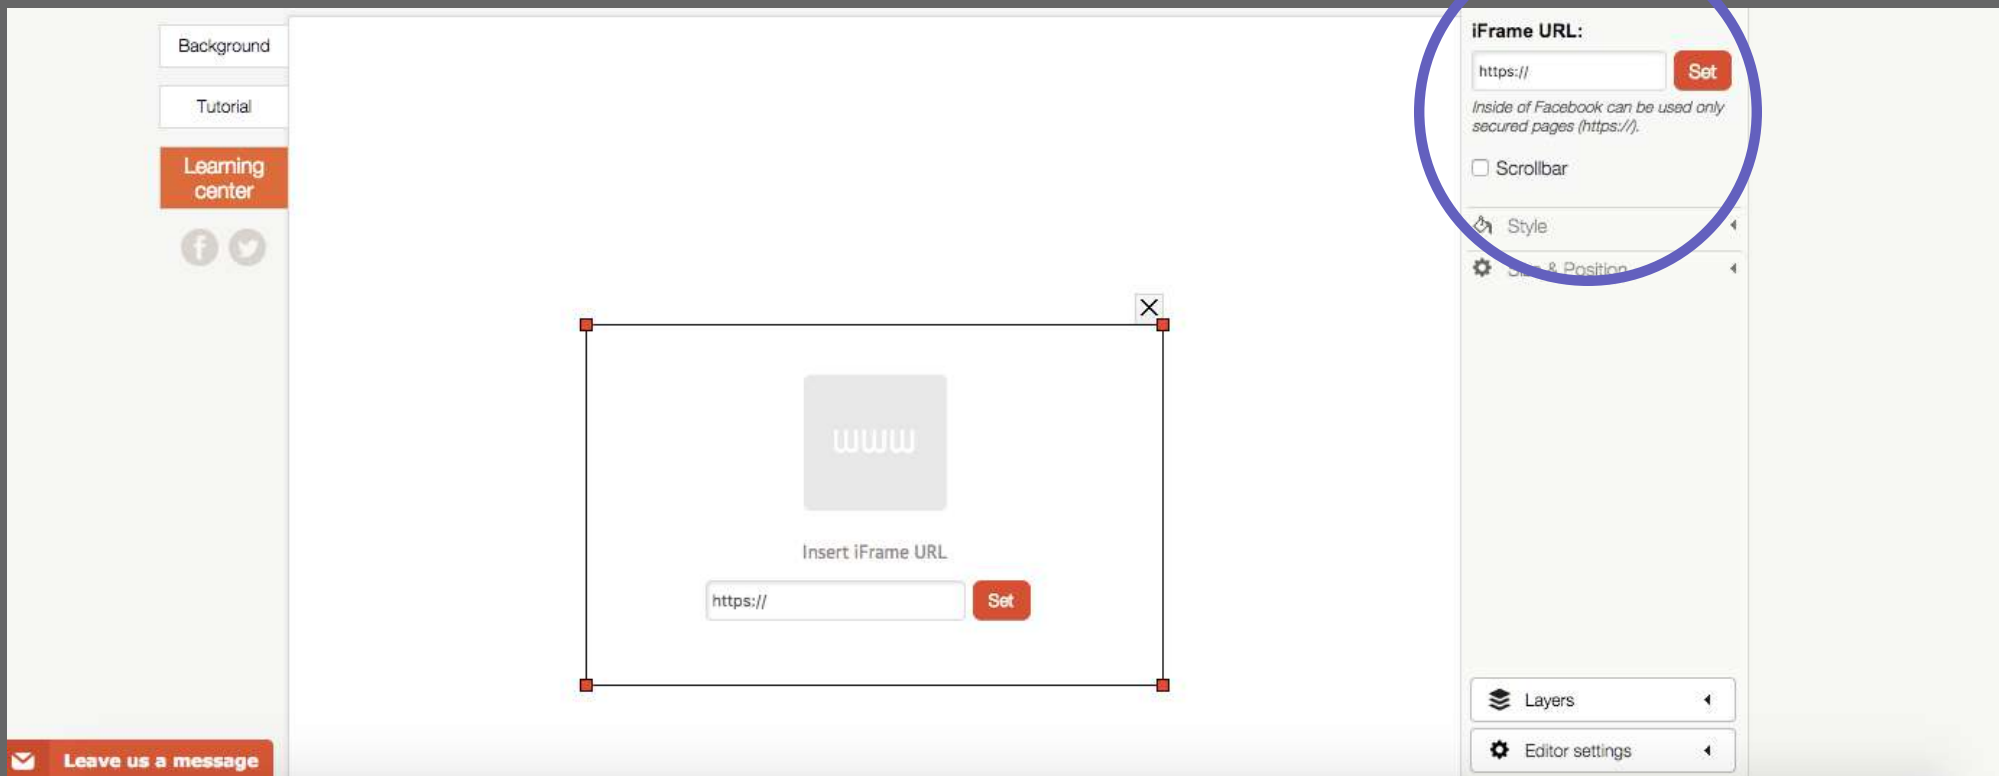 Background
Tutorial
Learning
center
Leave us a message
www
Insert iFrame URL
https://
Set
iFrame URL:
https://
Set
Inside of Facebook can be used only
secured pages (https://).
Scrollbar
Style
Size & Position
Layers
Editor settings